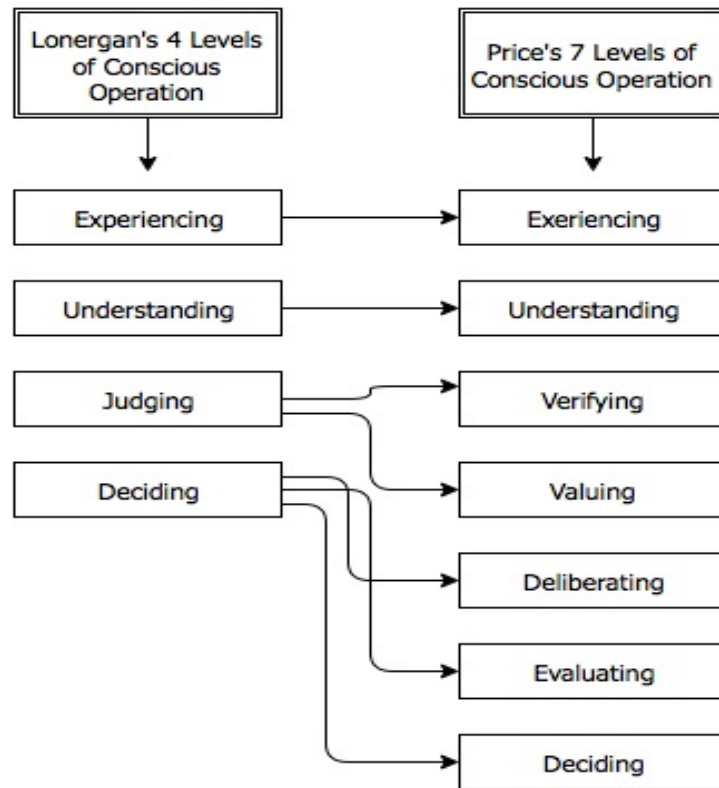 Lonergan's 4 Levels
of Conscious
Operation
Price's 7 Levels of
Conscious Operation
Experiencing
Exeriencing
Understanding
Understanding
Judging
Verifying
Deciding
Valuing
Deliberating
Evaluating
Deciding